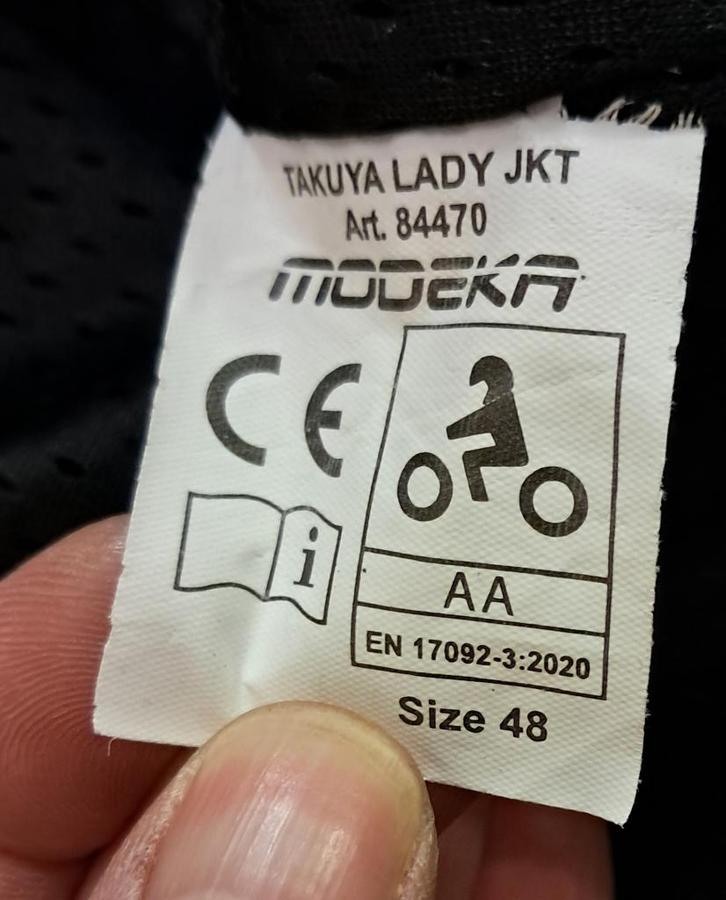 TAKUYA LADY JKT
Art. 84470
MODEKA
CE
i
AA
EN 17092-3:2020
Size 48